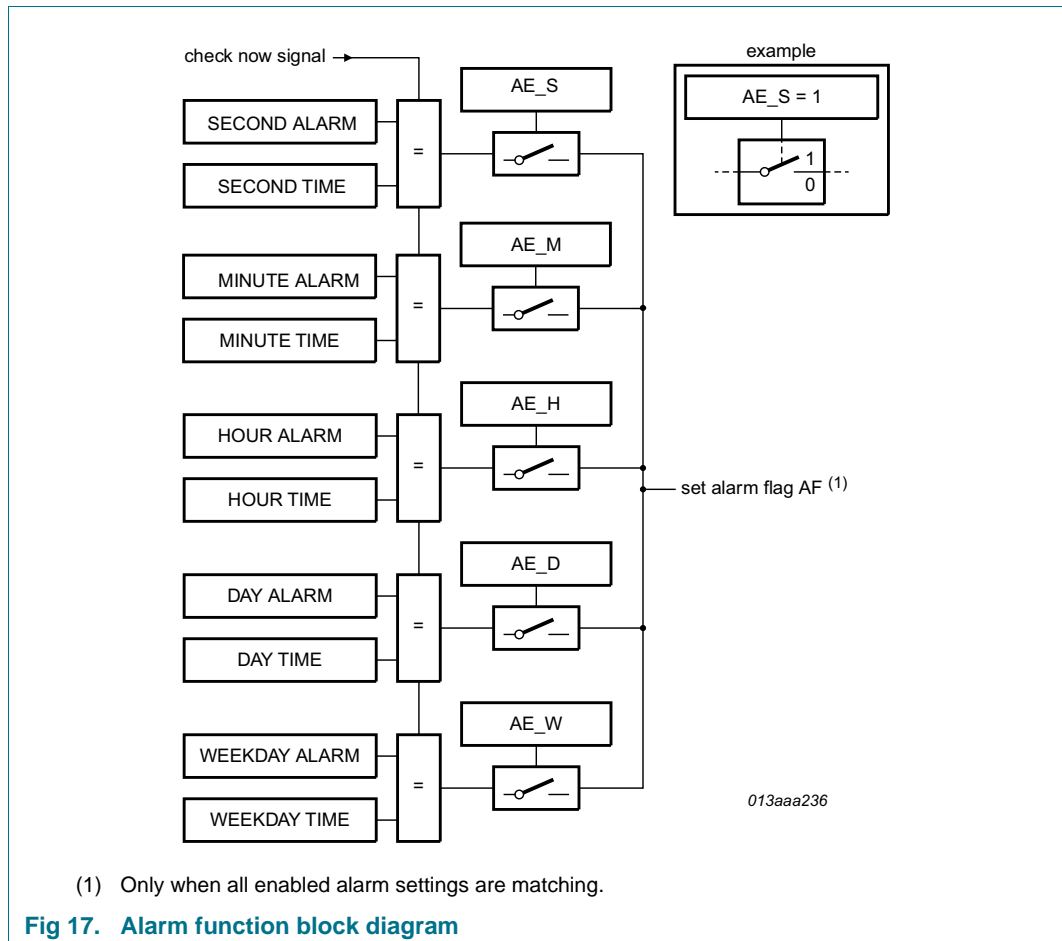 check now signal
example
AE_S
AE_S = 1
SECOND ALARM
=
1
SECOND TIME
0
AE_M
MINUTE ALARM
=
MINUTE TIME
AE_H
HOUR ALARM
=
set alarm flag AF (1)
HOUR TIME
AE_D
DAY ALARM
=
DAY TIME
AE_W
WEEKDAY ALARM
=
WEEKDAY TIME
013aaa236
(1) Only when all enabled alarm settings are matching.
Fig 17. Alarm function block diagram